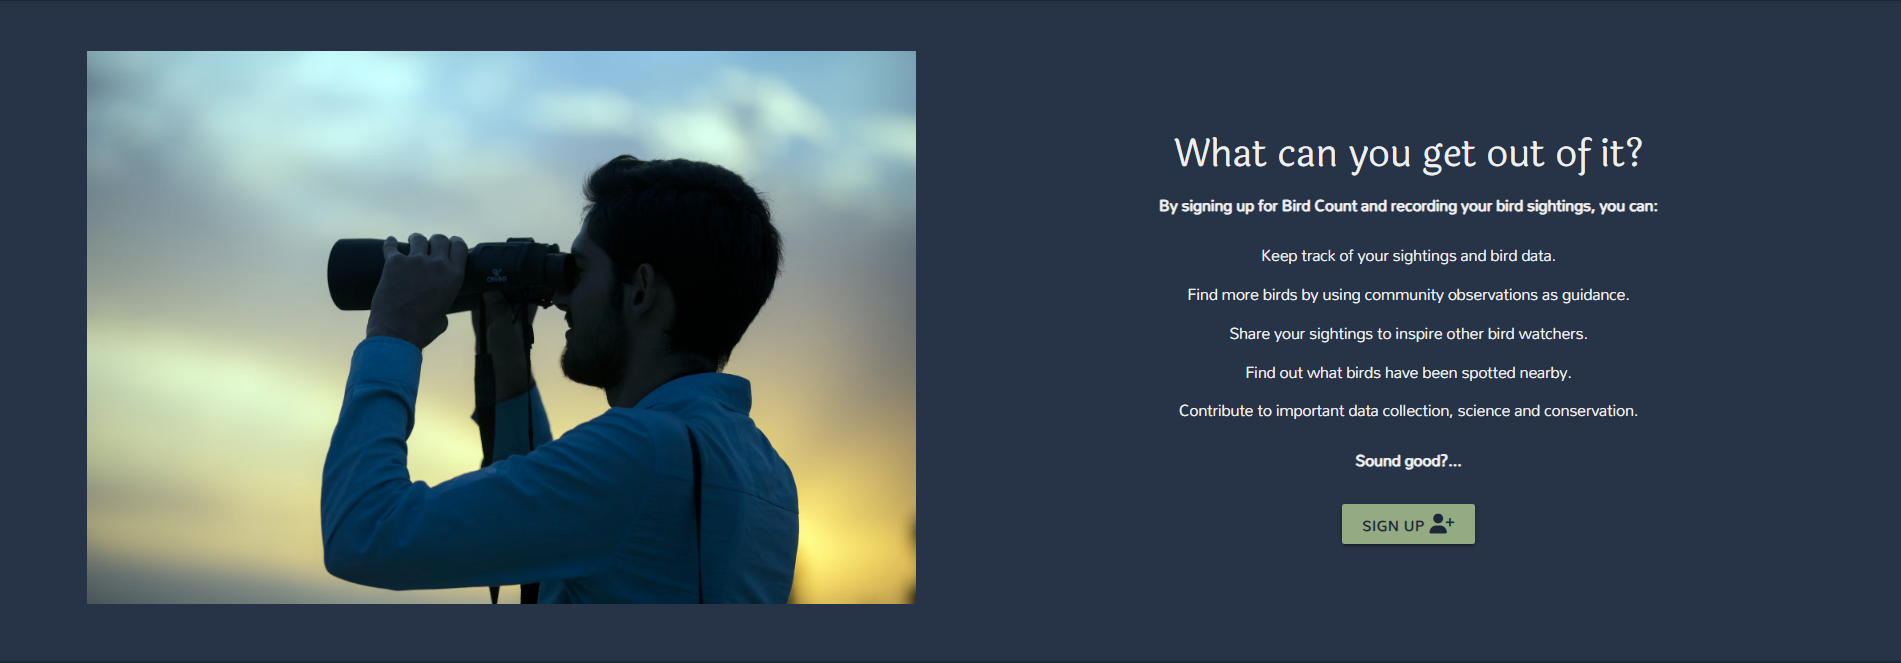 What can you get out of it?
By signing up for Bird Count and recording your bird sightings, you can:
Keep track of your sightings and bird data.
Find more birds by using community observations as guidance.
Share your sightings to inspire other bird watchers.
Find out what birds have been spotted nearby.
Contribute to important data collection, science and conservation.
Sound good?...
SIGN UP